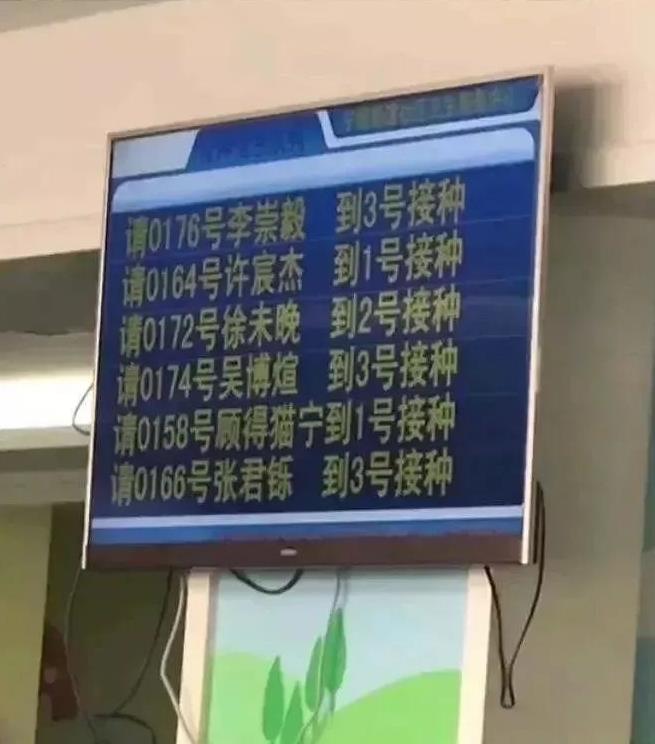 请0176号李崇毅 到3号接种
请0164号许宸杰 到1号接种
请0172号徐未晚 到2号接种
请0174号吴博煊 到3号接种
请0158号顾得猫宁到1号接种
请0166号张君铄 到3号接种